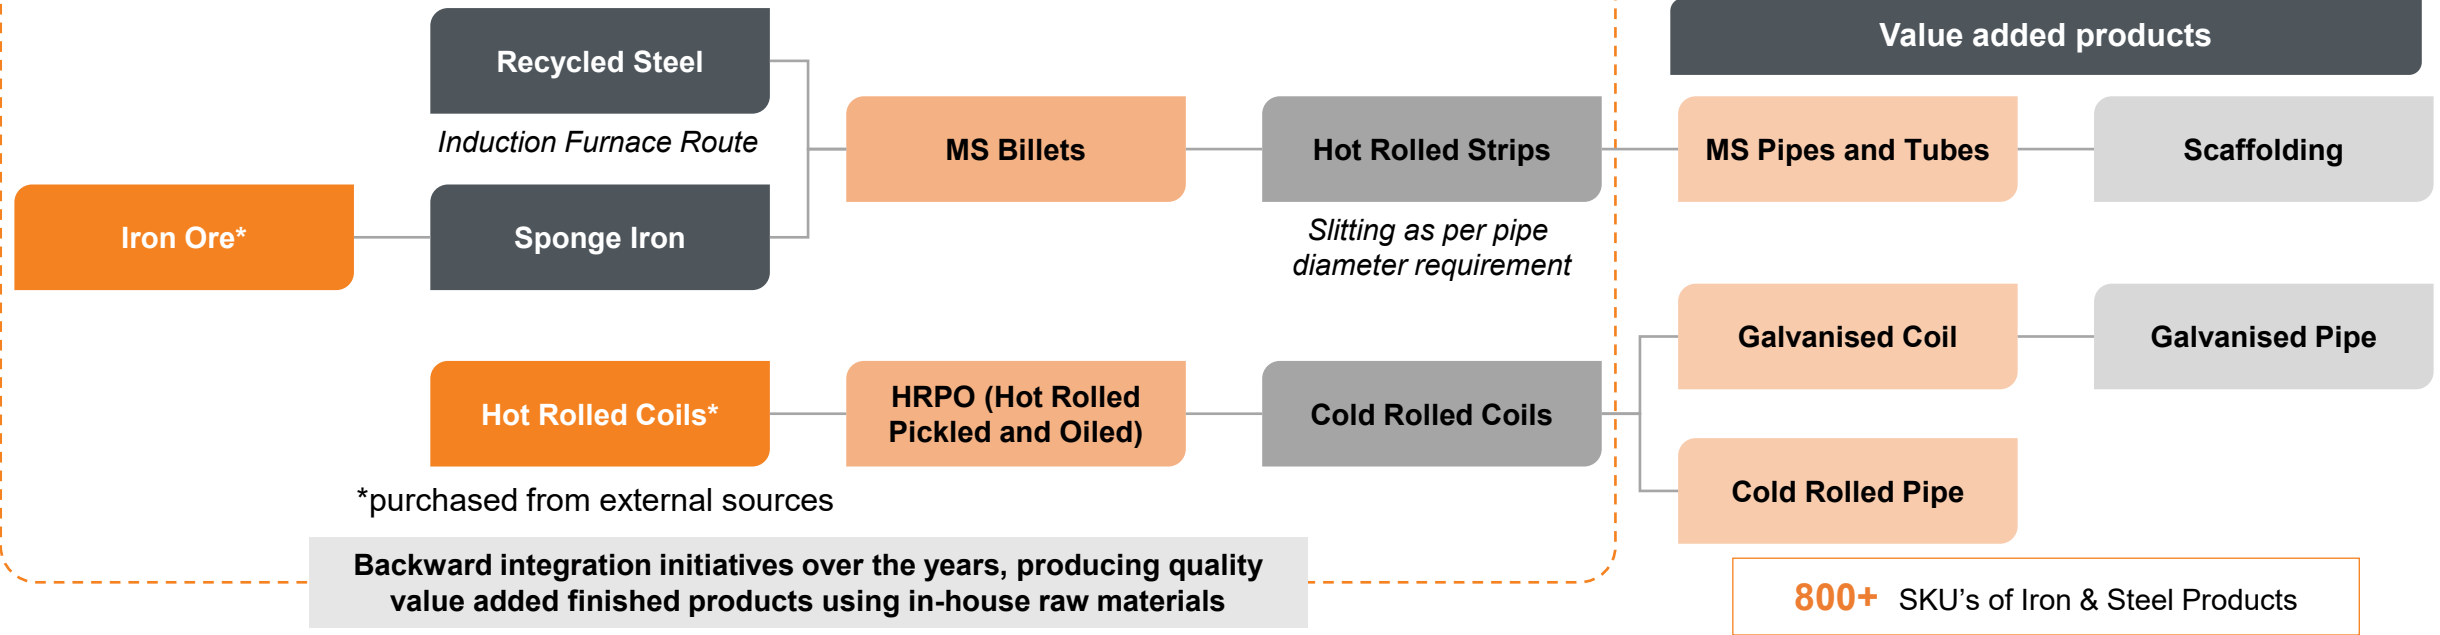 Value added products
Recycled Steel
Induction Furnace Route
MS Billets
Hot Rolled Strips
MS Pipes and Tubes
Scaffolding
Iron Ore*
Sponge Iron
Slitting as per pipe
diameter requirement
Galvanised Coil
Galvanised Pipe
Hot Rolled Coils*
HRPO (Hot Rolled
Pickled and Oiled)
Cold Rolled Coils
Cold Rolled Pipe
*purchased from external sources
Backward integration initiatives over the years, producing quality
value added finished products using in-house raw materials
800+ SKU’s of Iron & Steel Products